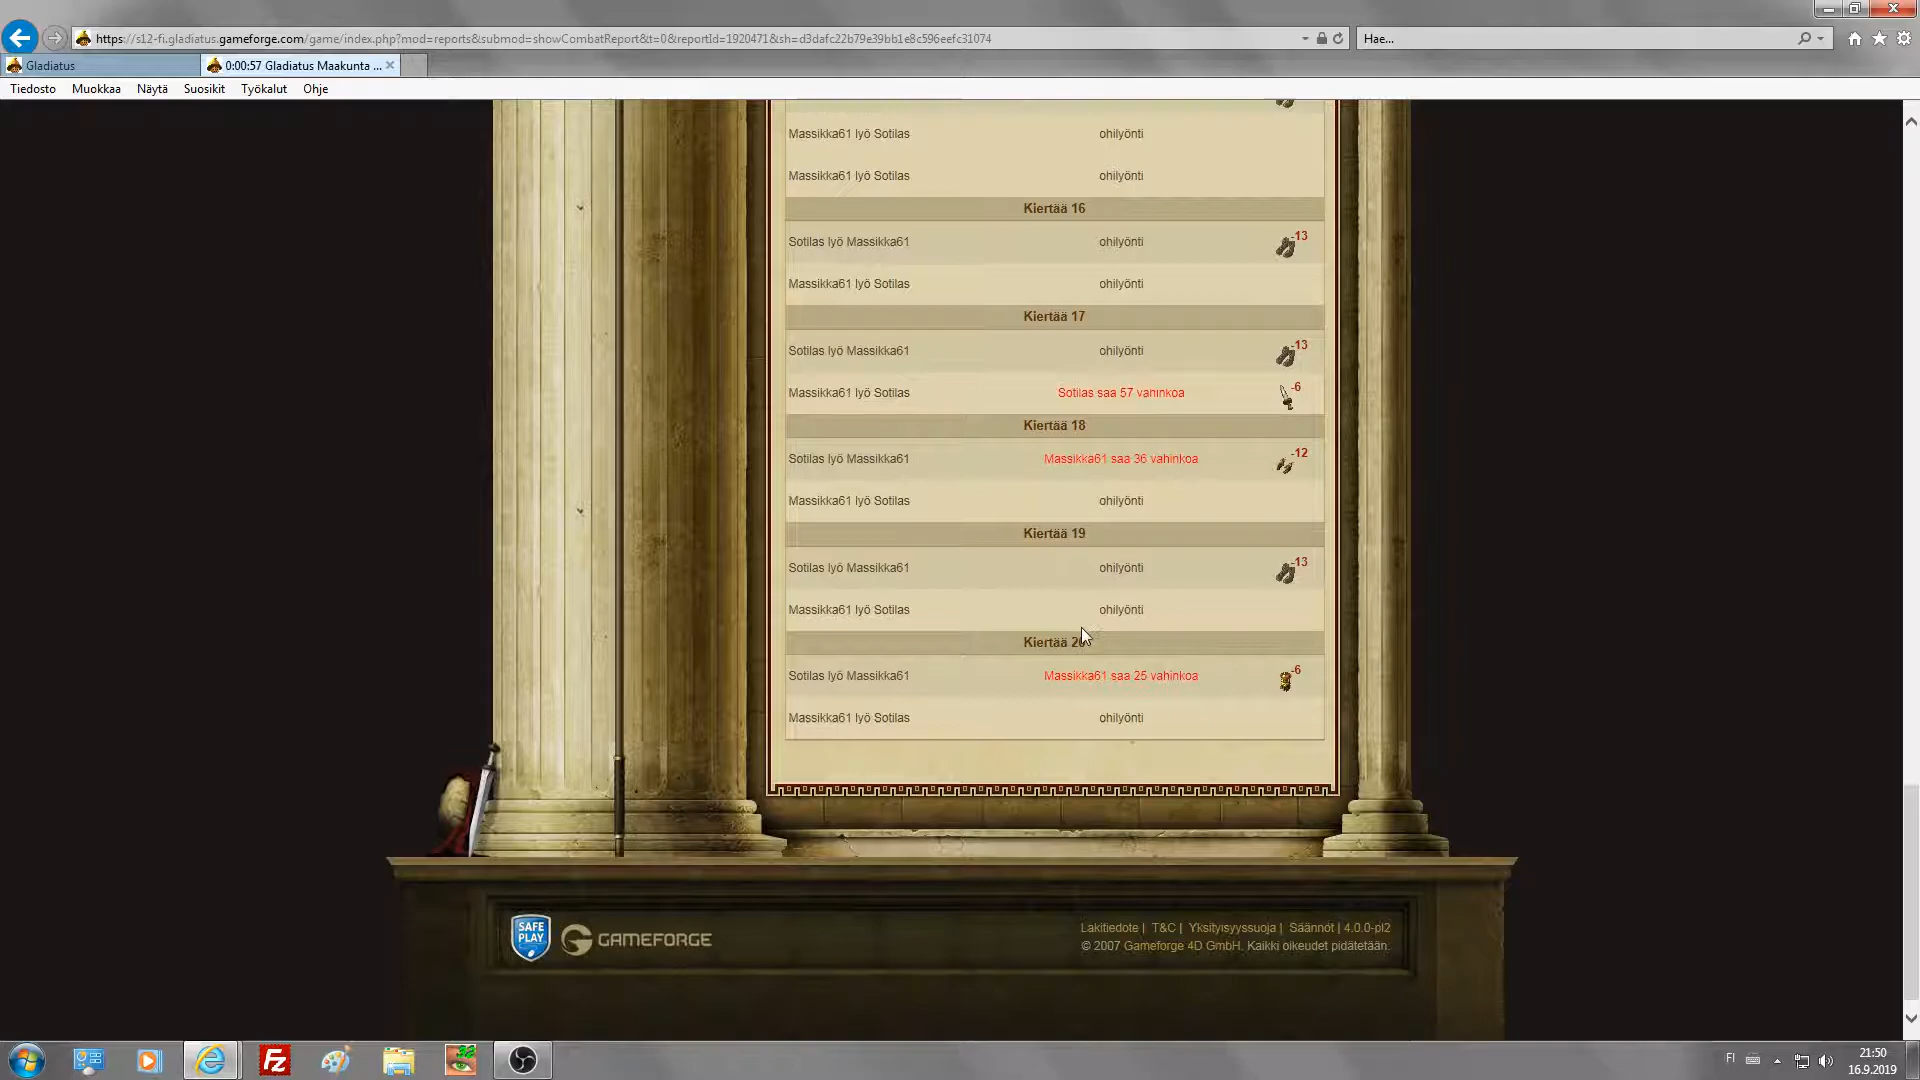 https://s12-fi.gladiatus.gameforge.com/game/index.php?mod=reports&submod=showCombatReport&t=0&reportId=1920471&sh=d3dafc22b79e39bb1e8c596eefc31074
Hae...
Gladiatus
0:00:57 Gladiatus Maakunta ...
Tiedosto Muokkaa Näytä Suosikit Työkalut Ohje
Massikka61 lyö Sotilas ohilyönti
Massikka61 lyö Sotilas ohilyönti
Kiertää 16
Sotilas lyö Massikka61 ohilyönti -13
Massikka61 lyö Sotilas ohilyönti
Kiertää 17
Sotilas lyö Massikka61 ohilyönti -13
Massikka61 lyö Sotilas Sotilas saa 57 vahinkoa -6
Kiertää 18
Sotilas lyö Massikka61 Massikka61 saa 36 vahinkoa -12
Massikka61 lyö Sotilas ohilyönti
Kiertää 19
Sotilas lyö Massikka61 ohilyönti -13
Massikka61 lyö Sotilas ohilyönti
Kiertää 20
Sotilas lyö Massikka61 Massikka61 saa 25 vahinkoa -6
Massikka61 lyö Sotilas ohilyönti
SAFE
PLAY
GAMEFORGE
Lakitiedote | T&C | Yksityisyyssuoja | Säännöt | 4.0.0-pl2
© 2007 Gameforge 4D GmbH. Kaikki oikeudet pidätetään.
Fz
32
FI
21:50
16.9.2019